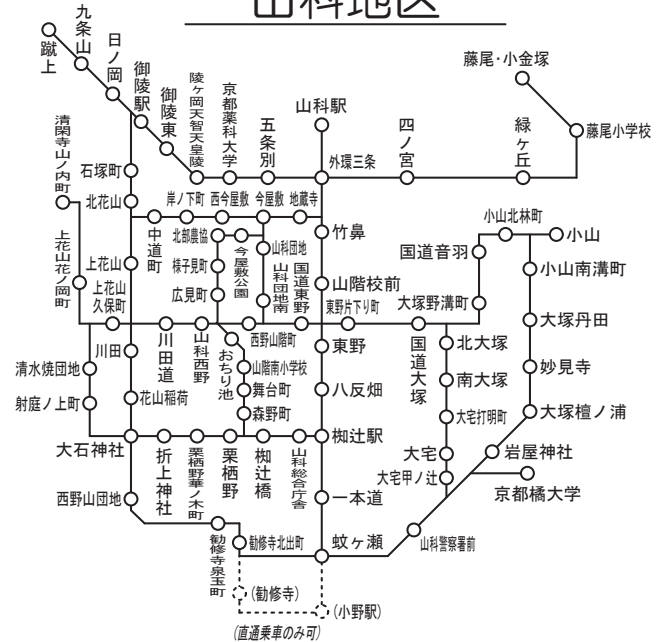 山科地区
蹴上
九条山
日ノ岡
御陵駅
御陵東
陵ヶ岡天智天皇陵
京都薬科大学
五条別
山科駅
外環三条
四ノ宮
緑ヶ丘
藤尾・小金塚
藤尾小学校
清閑寺山ノ内町
石塚町
北花山
岸ノ下町
西今屋敷
今屋敷
地蔵寺
中道町
北部農協
今屋敷公園
山科団地
竹鼻
小山北林町
小山
国道音羽
上花山花ノ岡町
上花山
様子見町
山科団地南
国道東野
山階校前
小山南溝町
広見町
上花山
久保町
東野片下り町
大塚野溝町
川田
川田道
山科西野
おちり池
西野山階町
東野
国道大塚
北大塚
大塚丹田
清水焼団地
山階南小学校
南大塚
妙見寺
射庭ノ上町
花山稲荷
舞台町
八反畑
森野町
大宅打明町
大塚檀ノ浦
大石神社
折上神社
栗栖野華ノ木町
栗栖野
椥辻橋
山科総合庁舎
椥辻駅
大宅
岩屋神社
大宅甲ノ辻
京都橘大学
西野山団地
一本道
勧修寺泉玉町
勧修寺北出町
蚊ヶ瀬
山科警察署前
(勧修寺)
(小野駅)
(直通乗車のみ可)